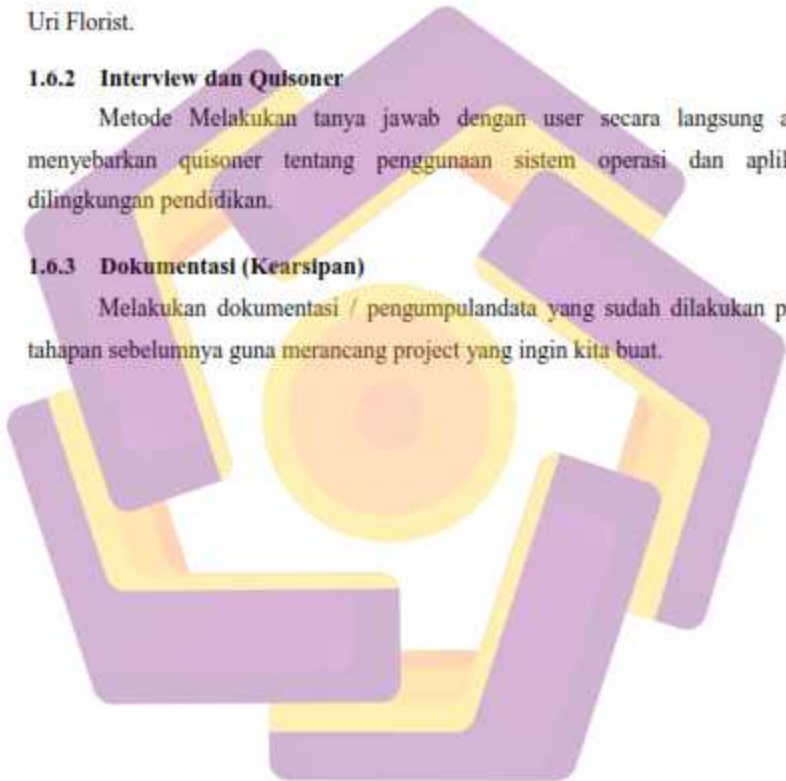 Uri Florist.
1.6.2 Interview dan Quisoner
Metode Melakukan tanya jawab dengan user secara langsung a
menyebarkan quisoner tentang penggunaan sistem operasi dan aplik
dilingkungan pendidikan.
1.6.3 Dokumentasi (Kearsipan)
Melakukan dokumentasi / pengumpulandata yang sudah dilakukan p
tahapan sebelumnya guna merancang project yang ingin kita buat.